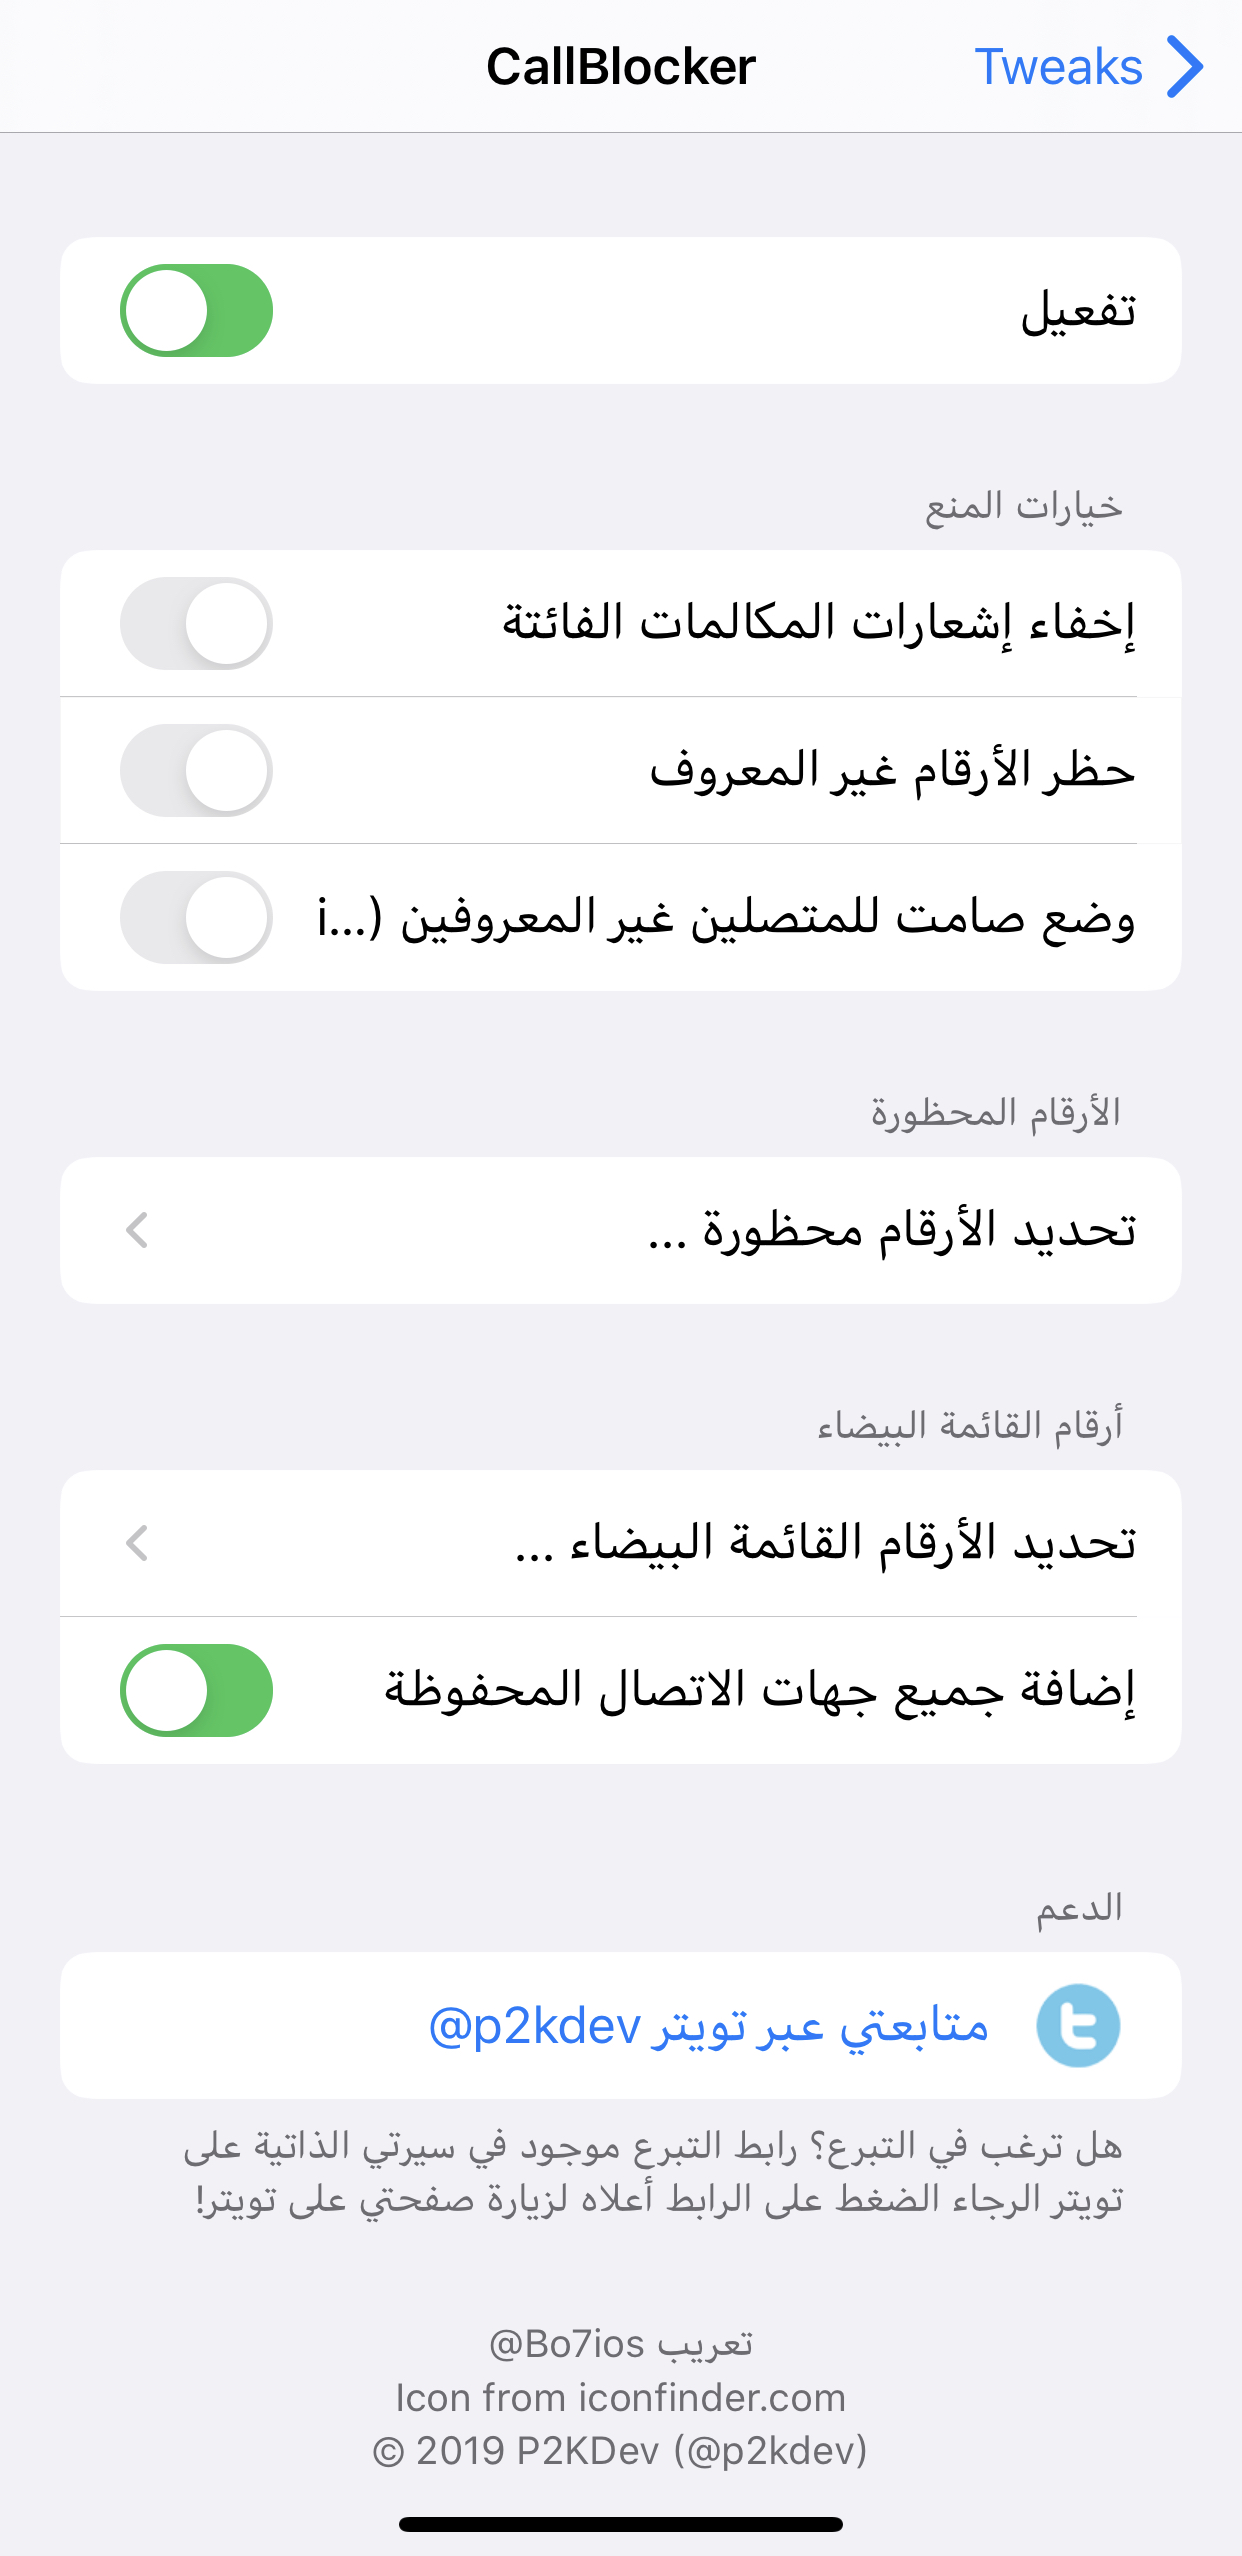 CallBlocker
Tweaks
تفعيل
خيارات المنع
إخفاء إشعارات المكالمات الفائتة
حظر الأرقام غير المعروف
وضع صامت للمتصلين غير المعروفين (...i
الأرقام المحظورة
تحديد الأرقام محظورة ...
أرقام القائمة البيضاء
تحديد الأرقام القائمة البيضاء ...
إضافة جميع جهات الاتصال المحفوظة
الدعم
متابعتي عبر تويتر @p2kdev
هل ترغب في التبرع؟ رابط التبرع موجود في سيرتي الذاتية على
تويتر الرجاء الضغط على الرابط أعلاه لزيارة صفحتي على تويتر!
تعريب @Bo7ios
Icon from iconfinder.com
© 2019 P2KDev (@p2kdev)